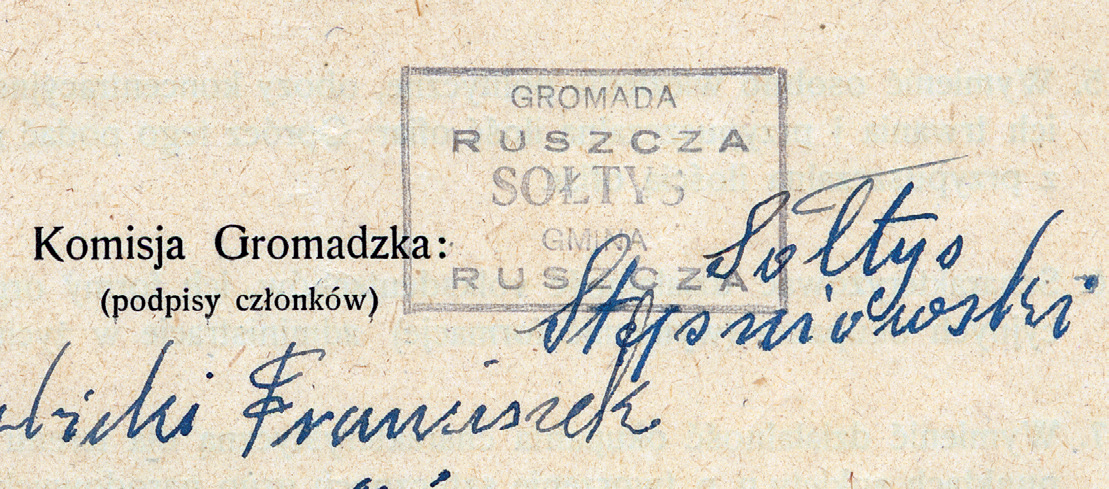 GROMADA
RUSZCZA
SOŁTYS
GMINA
RUSZCZA
Komisja Gromadzka:
(podpisy członków)
Sołtys
Franciszek